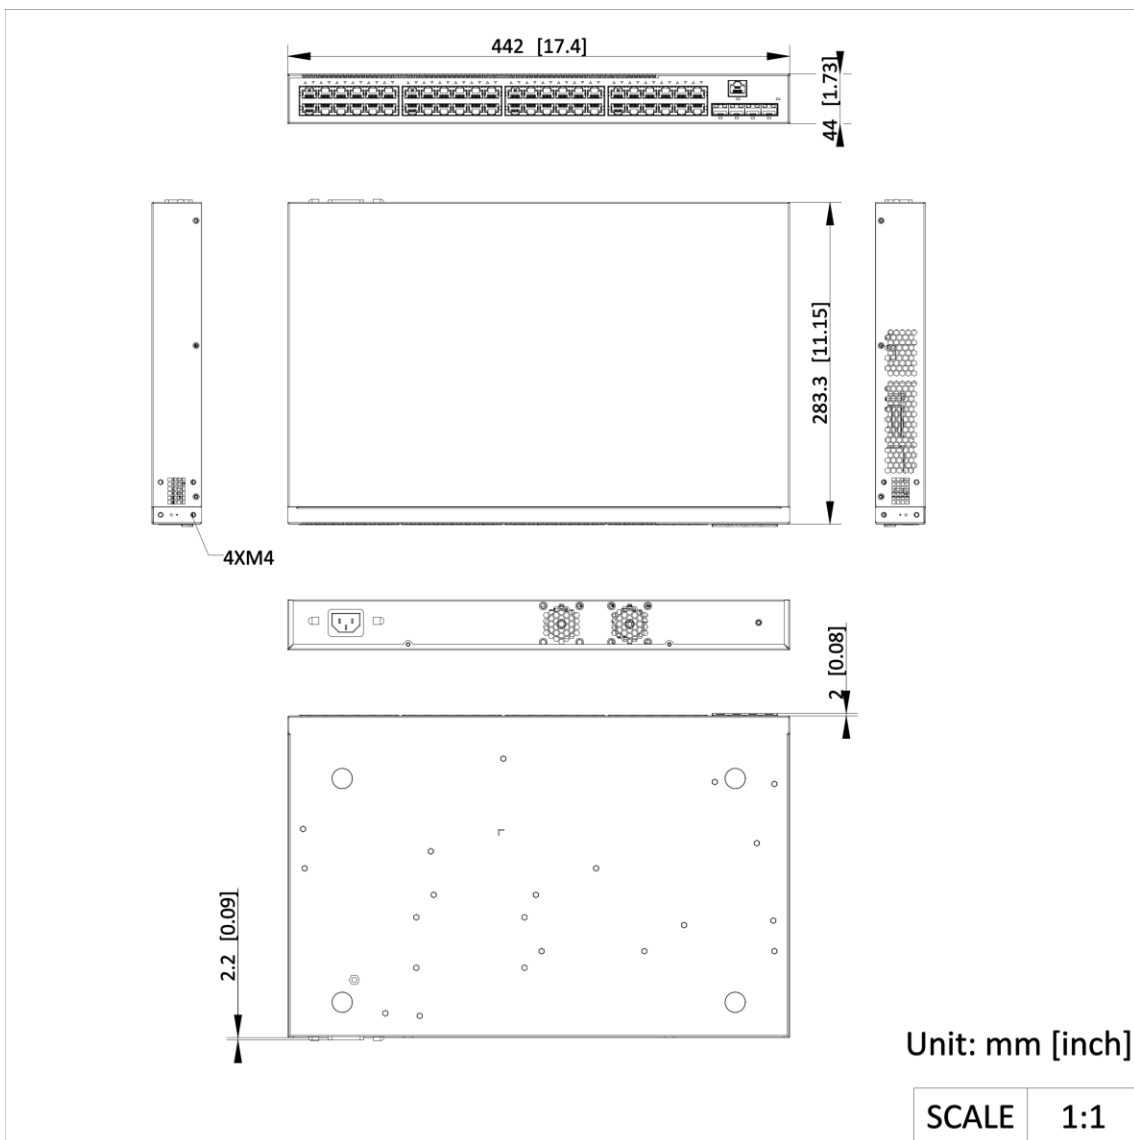 442 [17.4]
44 [1.73]
283.3 [11.15]
4XM4
2 [0.08]
2.2 [0.09]
Unit: mm [inch]
SCALE 1:1